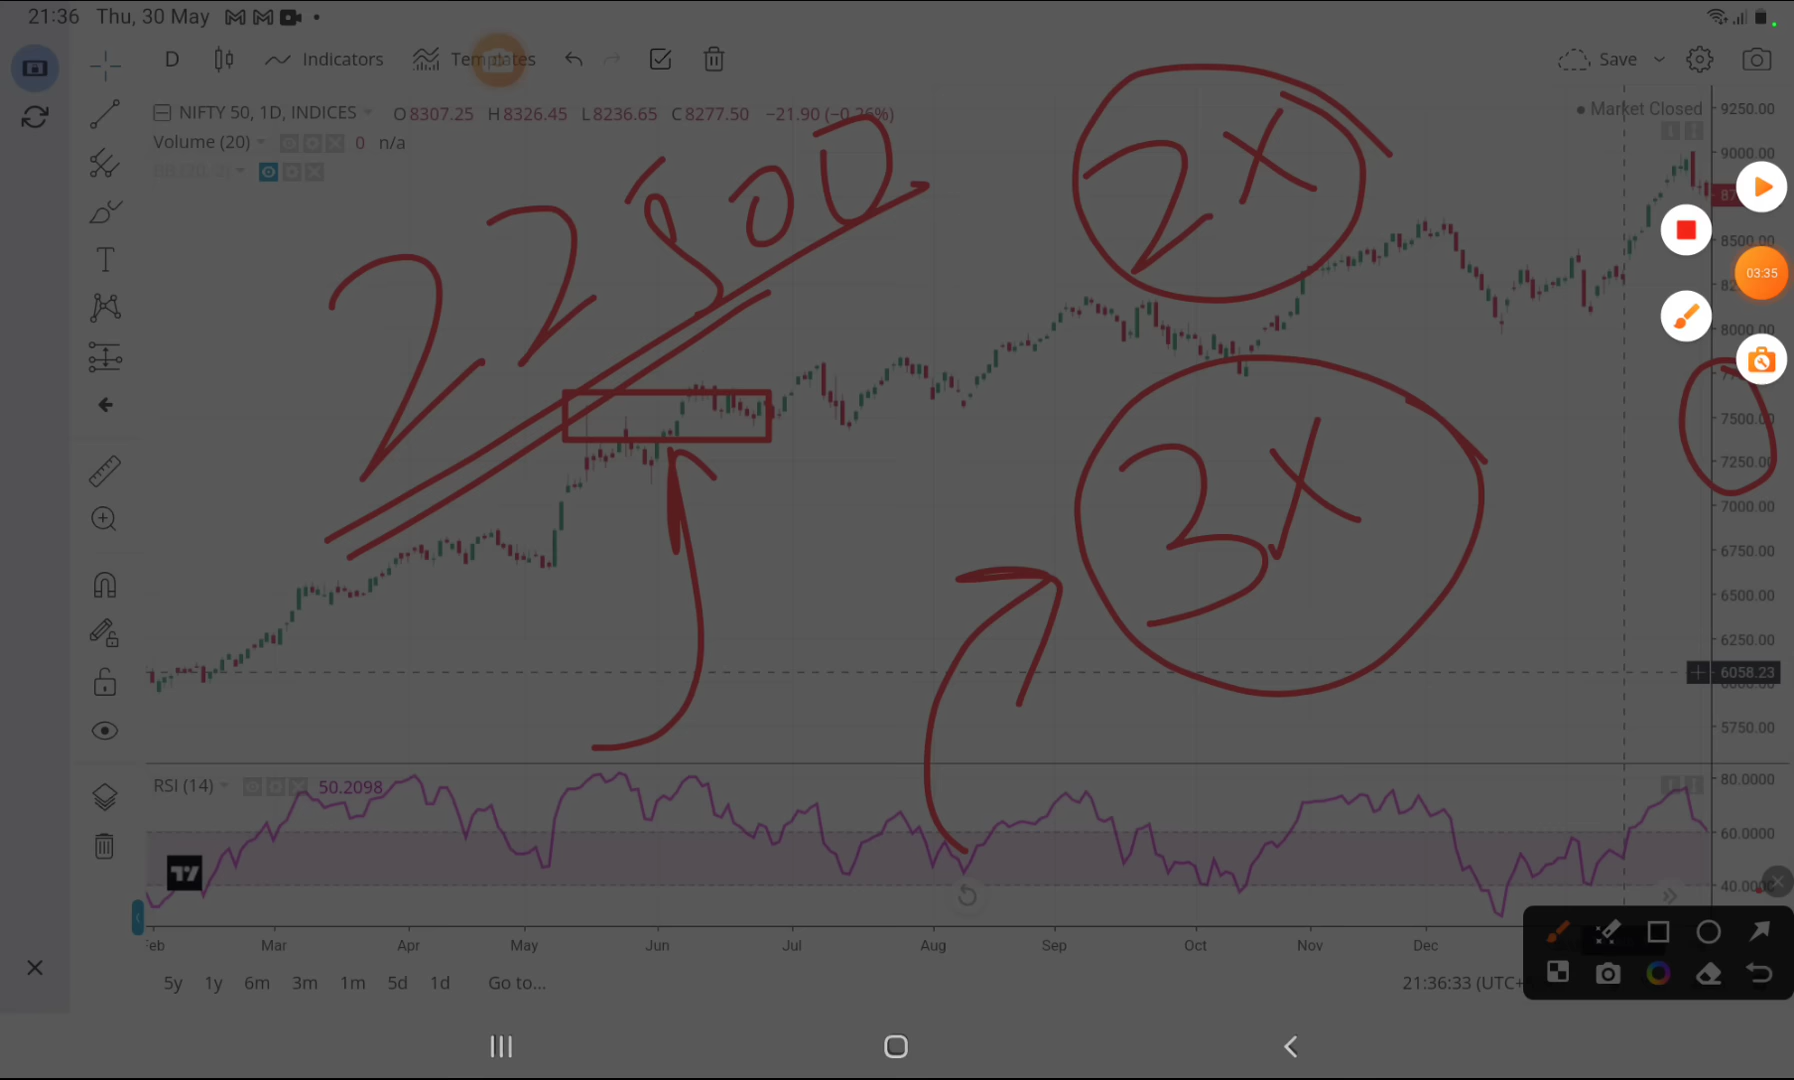 21:36 Thu, 30 May
D Indicators Templates Save
NIFTY 50, 1D, INDICES O8307.25 H8326.45 L8236.65 C8277.50 −21.90 (−0.26%)
Market Closed
Volume (20) 0 n/a
BB (20, 2)
22800
2X
3X
9250.00
9000.00
8500.00
03:35
8000.00
7500.00
7250.00
7000.00
6750.00
6500.00
6250.00
6058.23
5750.00
RSI (14) 50.2098
80.0000
60.0000
40.0000
Feb Mar Apr May Jun Jul Aug Sep Oct Nov Dec
5y 1y 6m 3m 1m 5d 1d Go to...
21:36:33 (UTC+